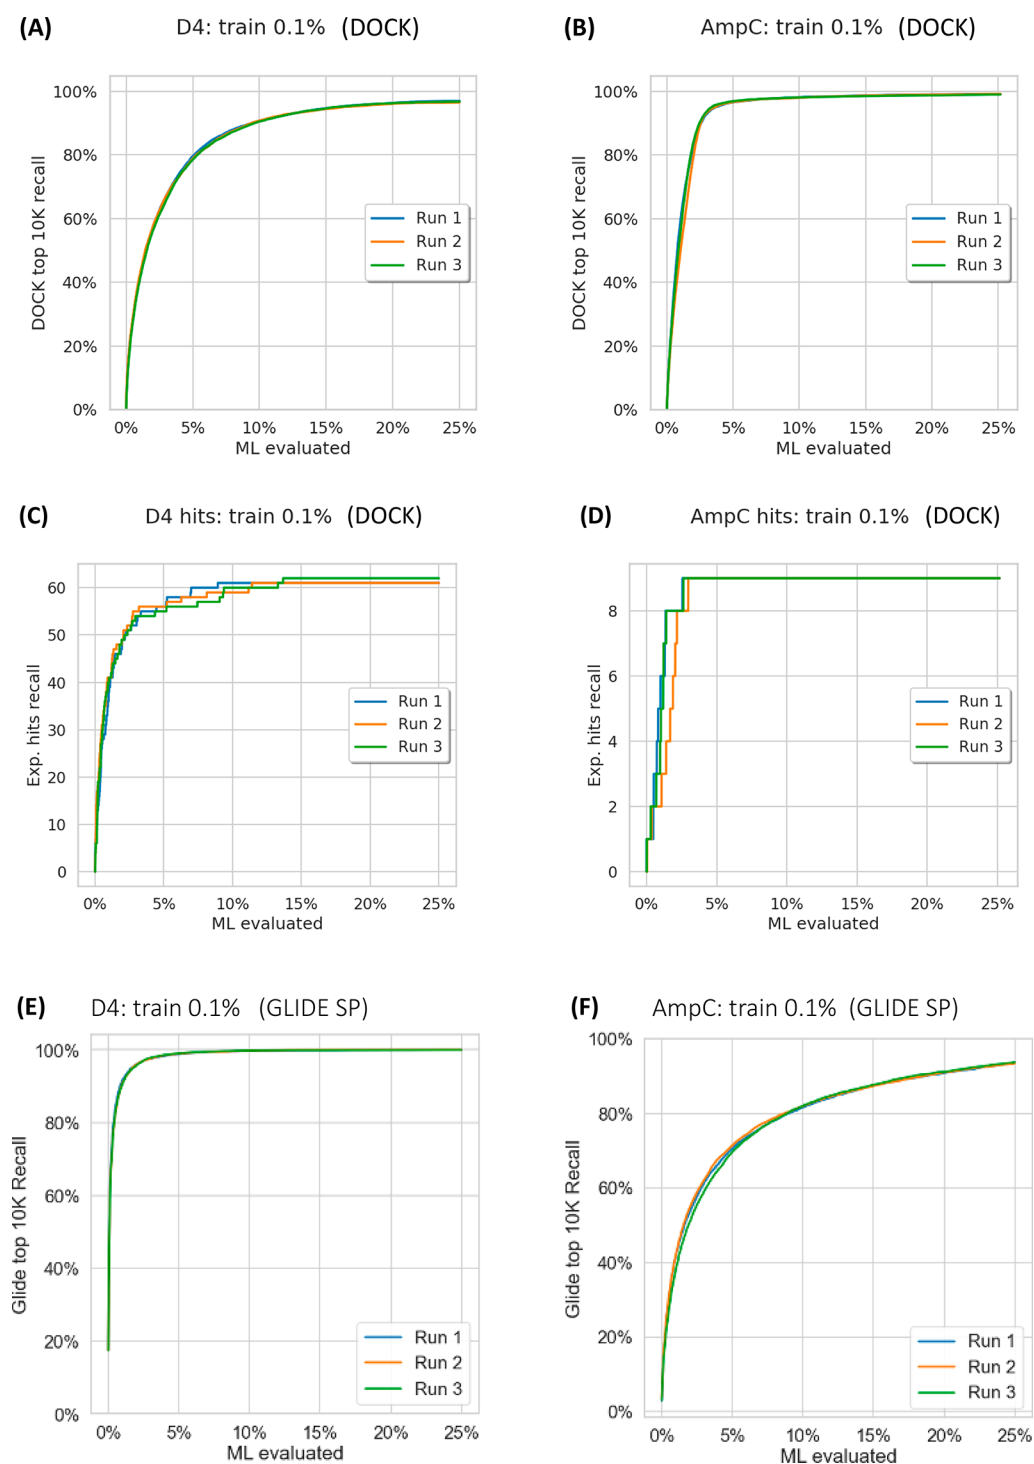 (A) D4: train 0.1% (DOCK)
100%
80%
60%
40%
20%
0%
DOCK top 10K recall
Run 1
Run 2
Run 3
0% 5% 10% 15% 20% 25%
ML evaluated
(B) AmpC: train 0.1% (DOCK)
100%
80%
60%
40%
20%
0%
DOCK top 10K recall
Run 1
Run 2
Run 3
0% 5% 10% 15% 20% 25%
ML evaluated
(C) D4 hits: train 0.1% (DOCK)
60
50
40
30
20
10
0
Exp. hits recall
Run 1
Run 2
Run 3
0% 5% 10% 15% 20% 25%
ML evaluated
(D) AmpC hits: train 0.1% (DOCK)
8
6
4
2
0
Exp. hits recall
Run 1
Run 2
Run 3
0% 5% 10% 15% 20% 25%
ML evaluated
(E) D4: train 0.1% (GLIDE SP)
100%
80%
60%
40%
20%
0%
Glide top 10K Recall
Run 1
Run 2
Run 3
0% 5% 10% 15% 20% 25%
ML evaluated
(F) AmpC: train 0.1% (GLIDE SP)
100%
80%
60%
40%
20%
0%
Glide top 10K Recall
Run 1
Run 2
Run 3
0% 5% 10% 15% 20% 25%
ML evaluated